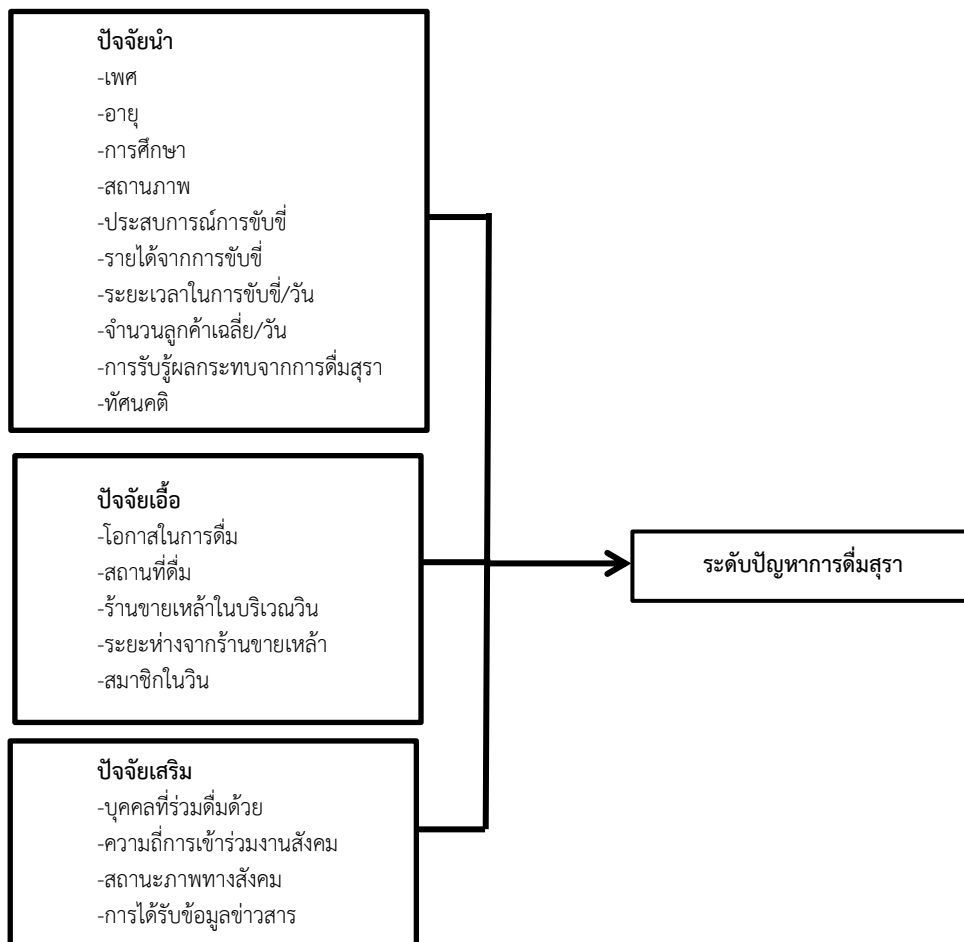 ปัจจัยนำ
-เพศ
-อายุ
-การศึกษา
-สถานภาพ
-ประสบการณ์การขับขี่
-รายได้จากการขับขี่
-ระยะเวลาในการขับขี่/วัน
-จำนวนลูกค้าเฉลี่ย/วัน
-การรับรู้ผลกระทบจากการดื่มสุรา
-ทัศนคติ
ปัจจัยเอื้อ
-โอกาสในการดื่ม
-สถานที่ดื่ม
-ร้านขายเหล้าในบริเวณวิน
-ระยะห่างจากร้านขายเหล้า
-สมาชิกในวิน
ระดับปัญหาการดื่มสุรา
ปัจจัยเสริม
-บุคคลที่ร่วมดื่มด้วย
-ความถี่การเข้าร่วมงานสังคม
-สถานะภาพทางสังคม
-การได้รับข้อมูลข่าวสาร